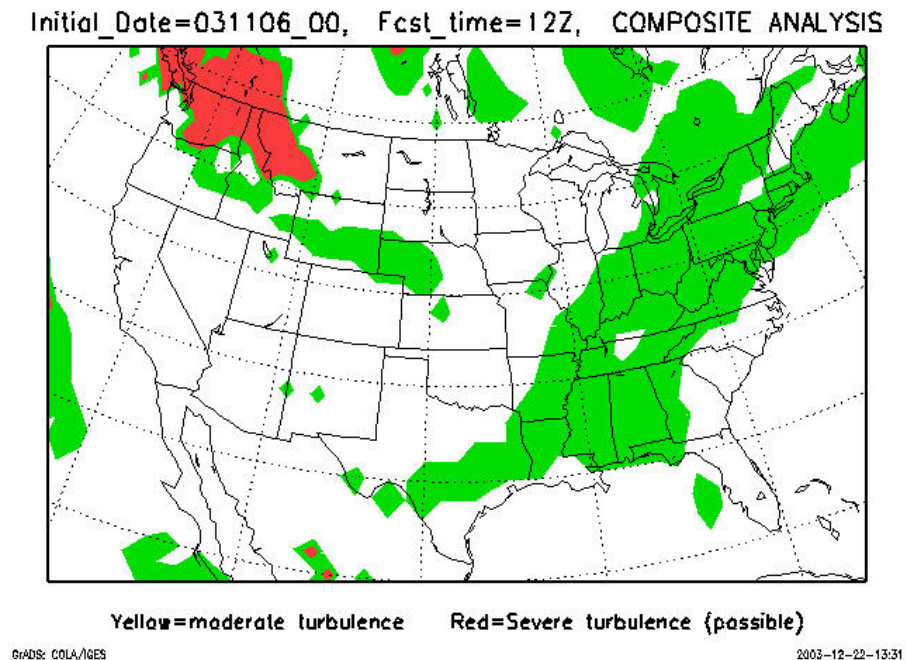 Initial_Date=031106_00, Fcst_time=12Z, COMPOSITE ANALYSIS
Yellow=moderate turbulence Red=Severe turbulence (possible)
GrADS: COLA/IGES 2003-12-22-13:31